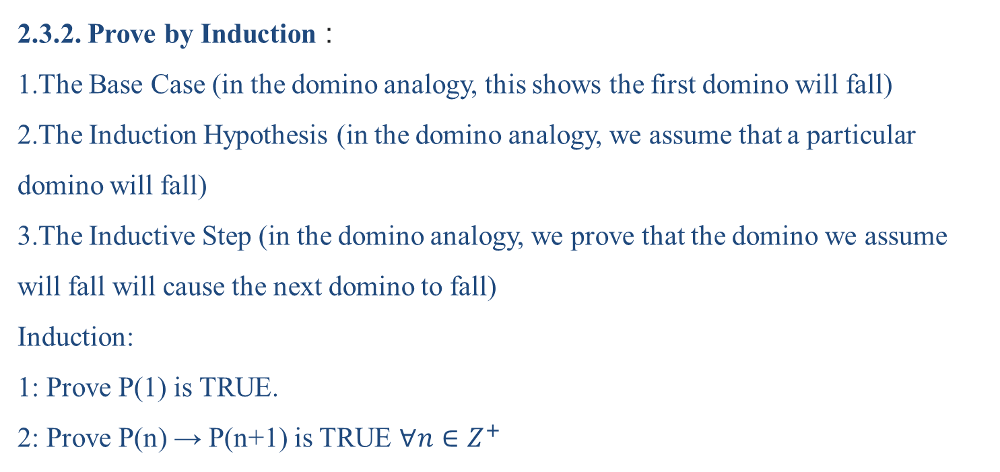 2.3.2. Prove by Induction：
1.The Base Case (in the domino analogy, this shows the first domino will fall)
2.The Induction Hypothesis (in the domino analogy, we assume that a particular
domino will fall)
3.The Inductive Step (in the domino analogy, we prove that the domino we assume
will fall will cause the next domino to fall)
Induction:
1: Prove P(1) is TRUE.
2: Prove P(n) → P(n+1) is TRUE ∀𝑛 ∈ 𝑍⁺